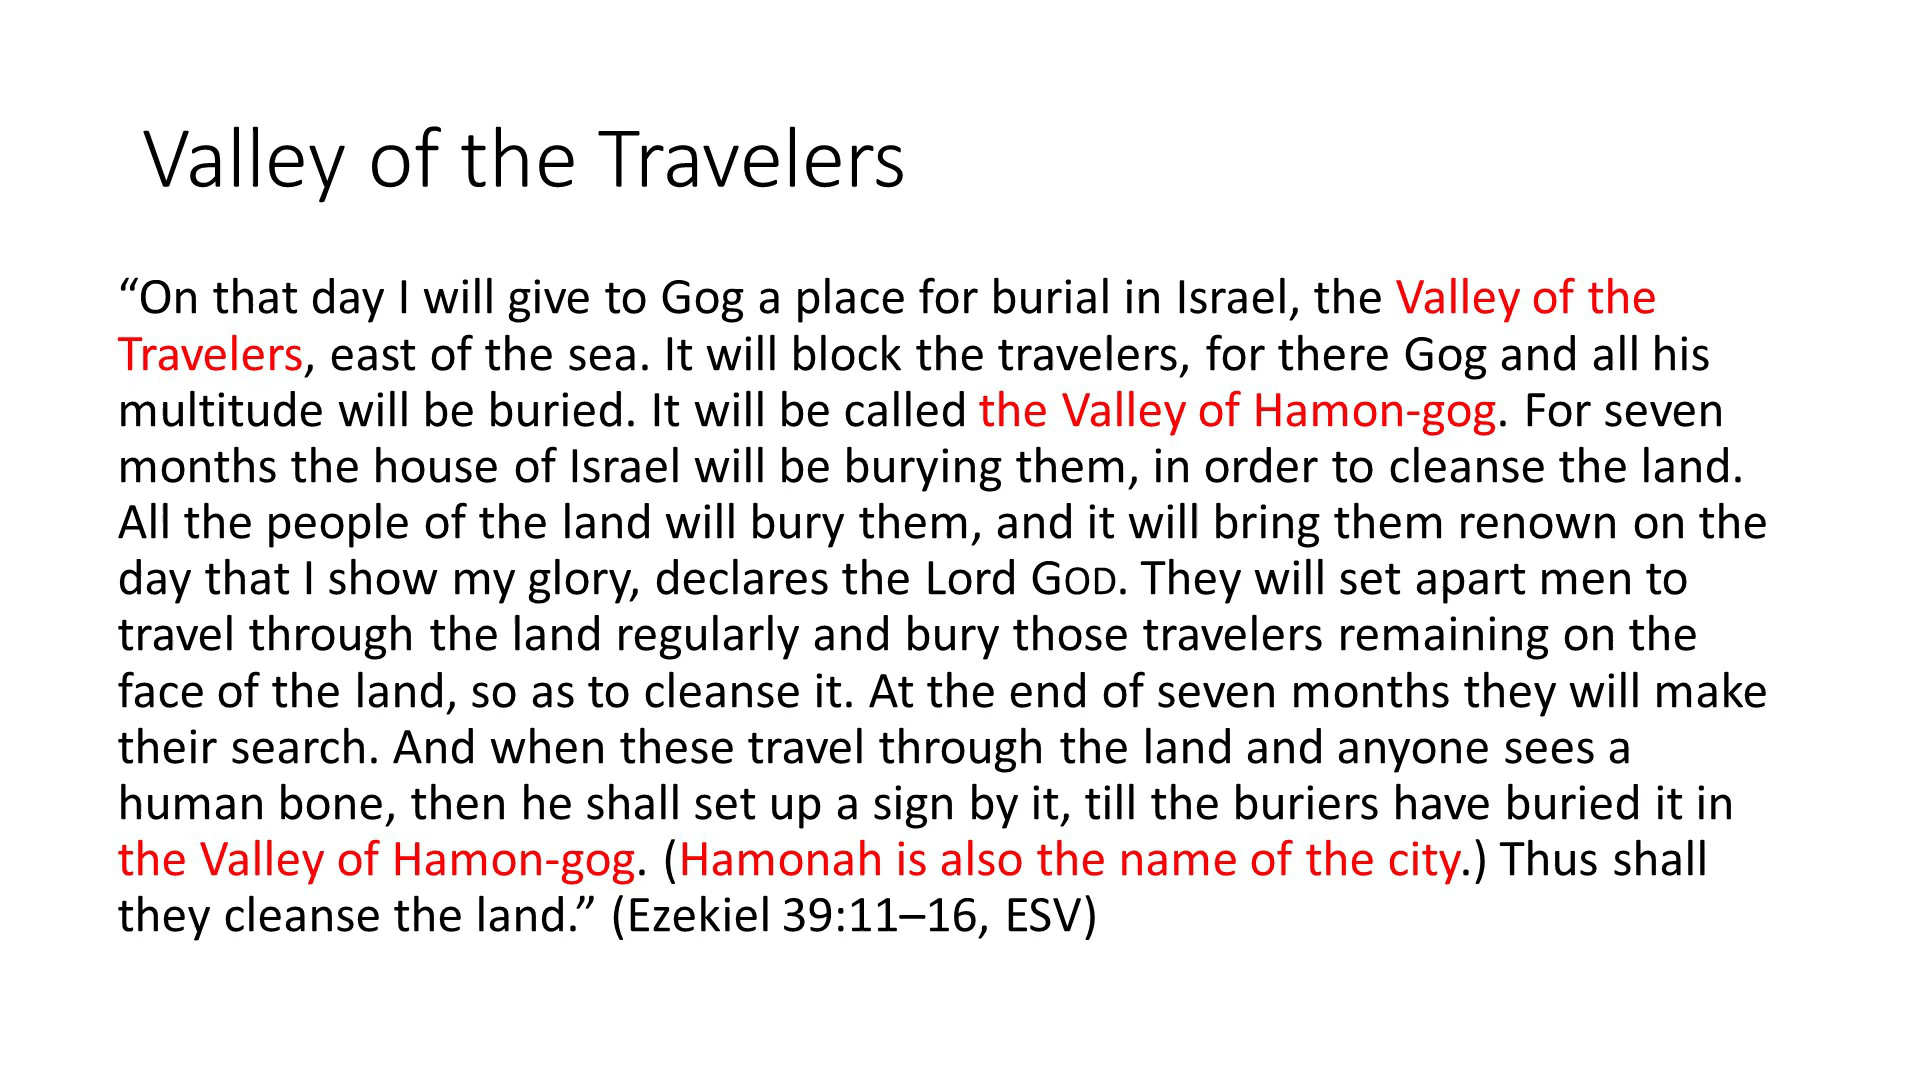 Valley of the Travelers
“On that day I will give to Gog a place for burial in Israel, the Valley of the
Travelers, east of the sea. It will block the travelers, for there Gog and all his
multitude will be buried. It will be called the Valley of Hamon-gog. For seven
months the house of Israel will be burying them, in order to cleanse the land.
All the people of the land will bury them, and it will bring them renown on the
day that I show my glory, declares the Lord GOD. They will set apart men to
travel through the land regularly and bury those travelers remaining on the
face of the land, so as to cleanse it. At the end of seven months they will make
their search. And when these travel through the land and anyone sees a
human bone, then he shall set up a sign by it, till the buriers have buried it in
the Valley of Hamon-gog. (Hamonah is also the name of the city.) Thus shall
they cleanse the land.” (Ezekiel 39:11–16, ESV)